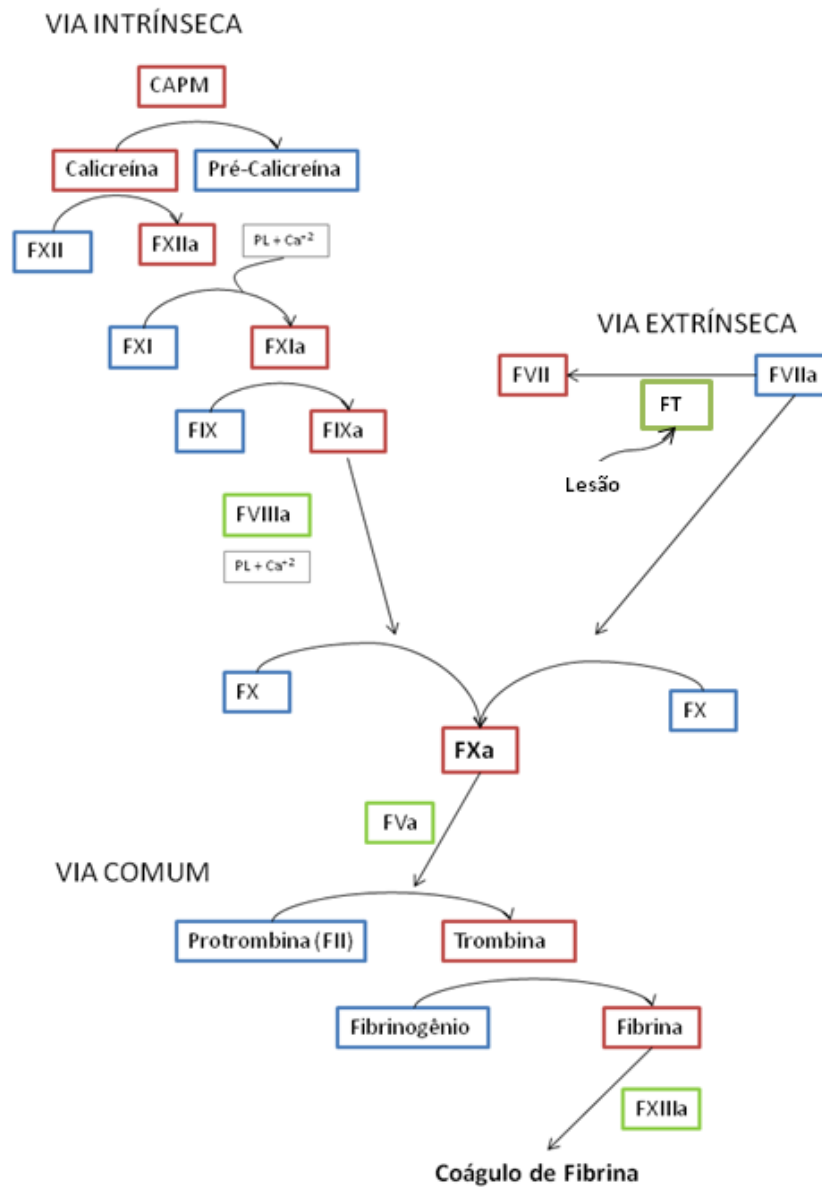 VIA INTRÍNSECA
CAPM
Calicreína
Pré-Calicreína
FXII
FXIIa
PL + Ca⁺²
FXI
FXIa
VIA EXTRÍNSECA
FVII
FVIIa
FT
FIX
FIXa
Lesão
FVIIIa
PL + Ca⁺²
FX
FX
FXa
FVa
VIA COMUM
Protrombina (FII)
Trombina
Fibrinogênio
Fibrina
FXIIIa
Coágulo de Fibrina